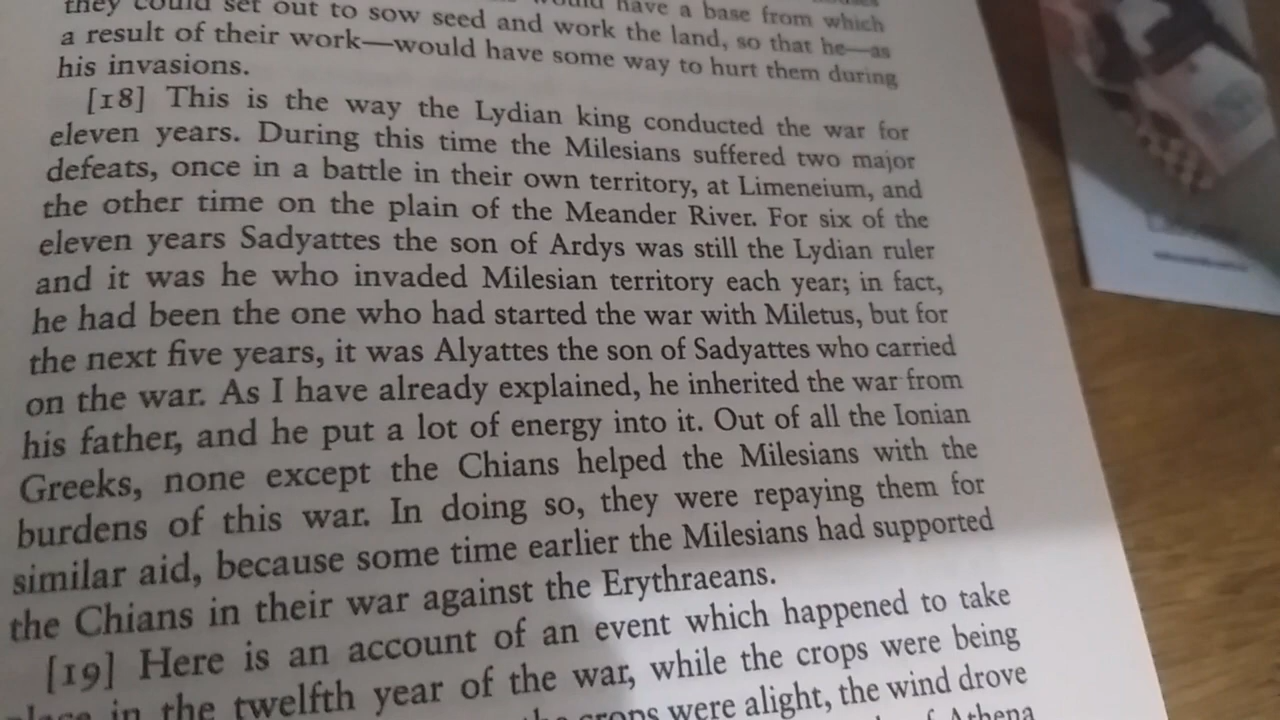 they could set out to sow seed and work the land, so that he—as
a result of their work—would have some way to hurt them during
his invasions.
[18] This is the way the Lydian king conducted the war for
eleven years. During this time the Milesians suffered two major
defeats, once in a battle in their own territory, at Limeneium, and
the other time on the plain of the Meander River. For six of the
eleven years Sadyattes the son of Ardys was still the Lydian ruler
and it was he who invaded Milesian territory each year; in fact,
he had been the one who had started the war with Miletus, but for
the next five years, it was Alyattes the son of Sadyattes who carried
on the war. As I have already explained, he inherited the war from
his father, and he put a lot of energy into it. Out of all the Ionian
Greeks, none except the Chians helped the Milesians with the
burdens of this war. In doing so, they were repaying them for
similar aid, because some time earlier the Milesians had supported
the Chians in their war against the Erythraeans.
[19] Here is an account of an event which happened to take
place in the twelfth year of the war, while the crops were being
the crops were alight, the wind drove
of Athena